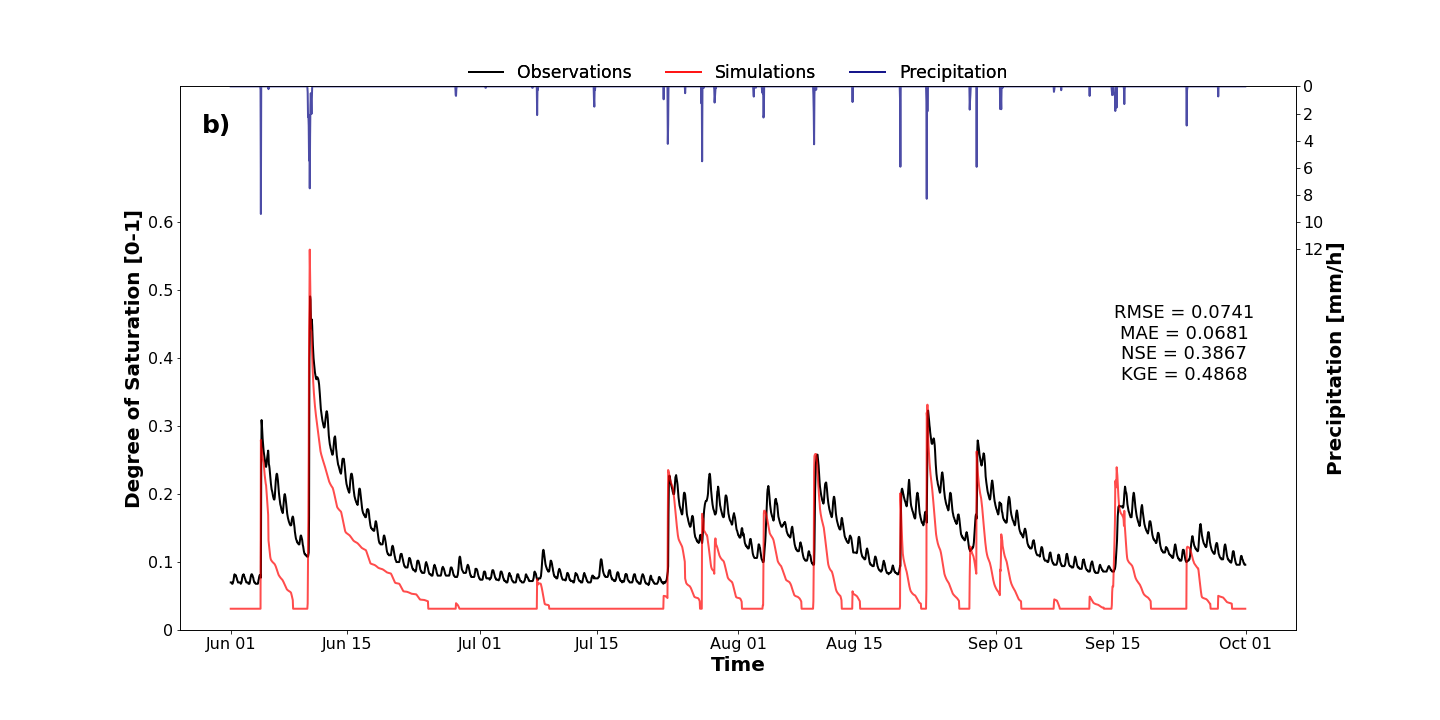 Observations Simulations Precipitation
b)
Degree of Saturation [0-1]
0.6
0.5
0.4
0.3
0.2
0.1
0
0
2
4
6
8
10
12
Precipitation [mm/h]
RMSE = 0.0741
MAE = 0.0681
NSE = 0.3867
KGE = 0.4868
Jun 01 Jun 15 Jul 01 Jul 15 Aug 01 Aug 15 Sep 01 Sep 15 Oct 01
Time